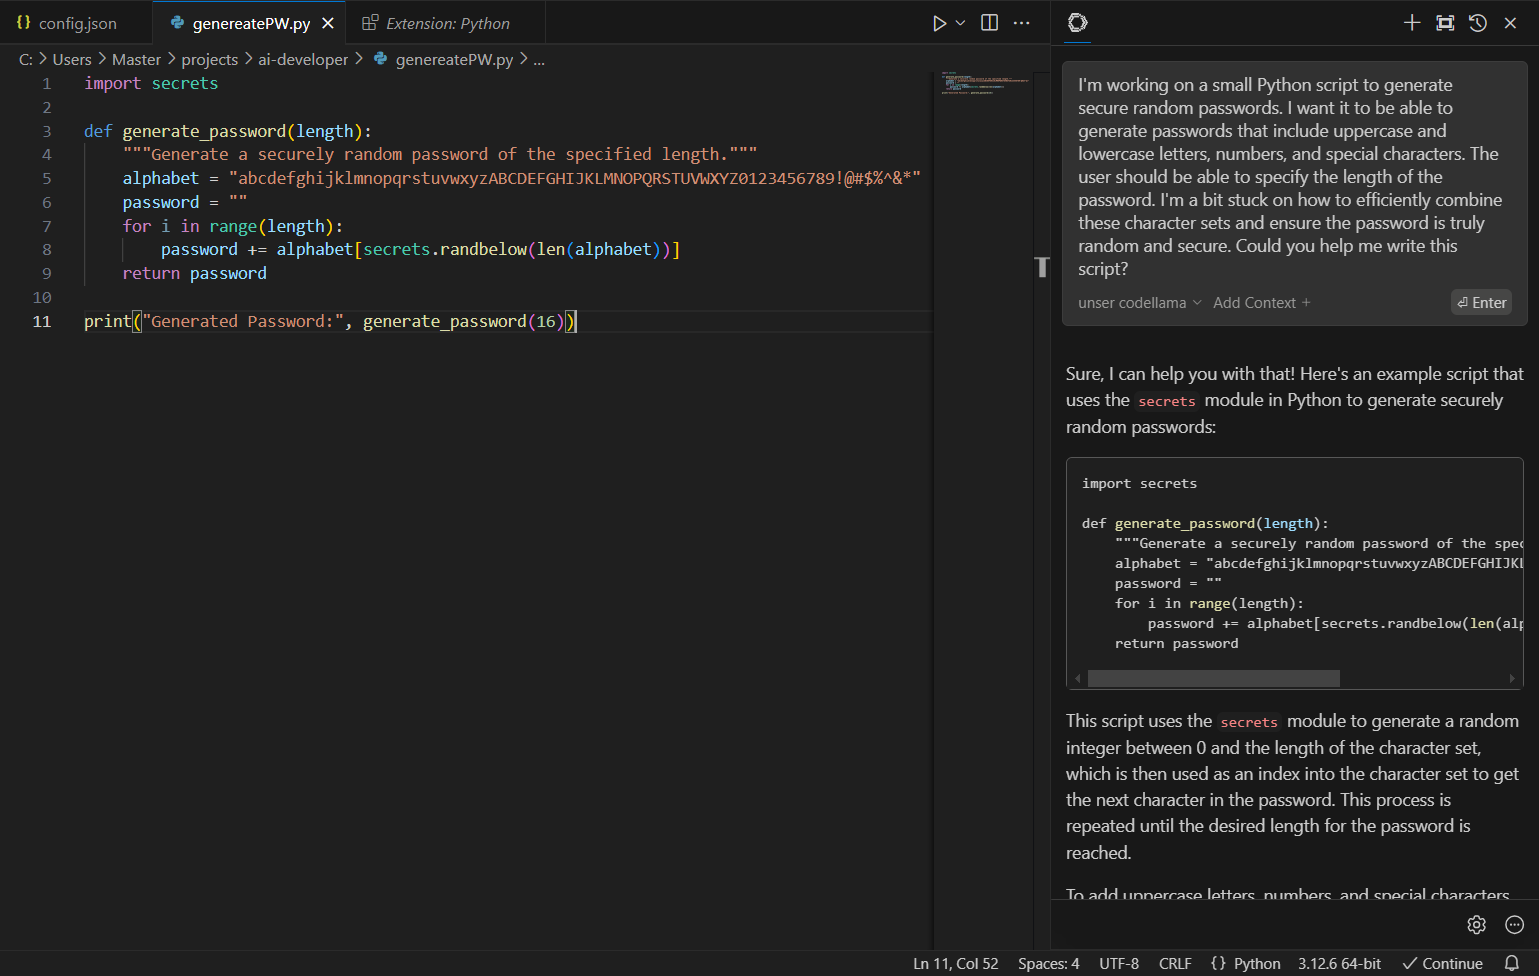 {} config.json
genereatePW.py
Extension: Python
C: > Users > Master > projects > ai-developer > genereatePW.py > ...
1 import secrets
2
3 def generate_password(length):
4 """Generate a securely random password of the specified length."""
5 alphabet = "abcdefghijklmnopqrstuvwxyzABCDEFGHIJKLMNOPQRSTUVWXYZ0123456789!@#$%^&*"
6 password = ""
7 for i in range(length):
8 password += alphabet[secrets.randbelow(len(alphabet))]
9 return password
10
11 print("Generated Password:", generate_password(16))
I'm working on a small Python script to generate
secure random passwords. I want it to be able to
generate passwords that include uppercase and
lowercase letters, numbers, and special characters. The
user should be able to specify the length of the
password. I'm a bit stuck on how to efficiently combine
these character sets and ensure the password is truly
random and secure. Could you help me write this
script?
unser codellama Add Context + ⏎ Enter
Sure, I can help you with that! Here's an example script that
uses the secrets module in Python to generate securely
random passwords:
import secrets
def generate_password(length):
"""Generate a securely random password of the spec
alphabet = "abcdefghijklmnopqrstuvwxyzABCDEFGHIJKL
password = ""
for i in range(length):
password += alphabet[secrets.randbelow(len(alp
return password
This script uses the secrets module to generate a random
integer between 0 and the length of the character set,
which is then used as an index into the character set to get
the next character in the password. This process is
repeated until the desired length for the password is
reached.
To add uppercase letters, numbers, and special characters
Ln 11, Col 52 Spaces: 4 UTF-8 CRLF {} Python 3.12.6 64-bit ✓ Continue